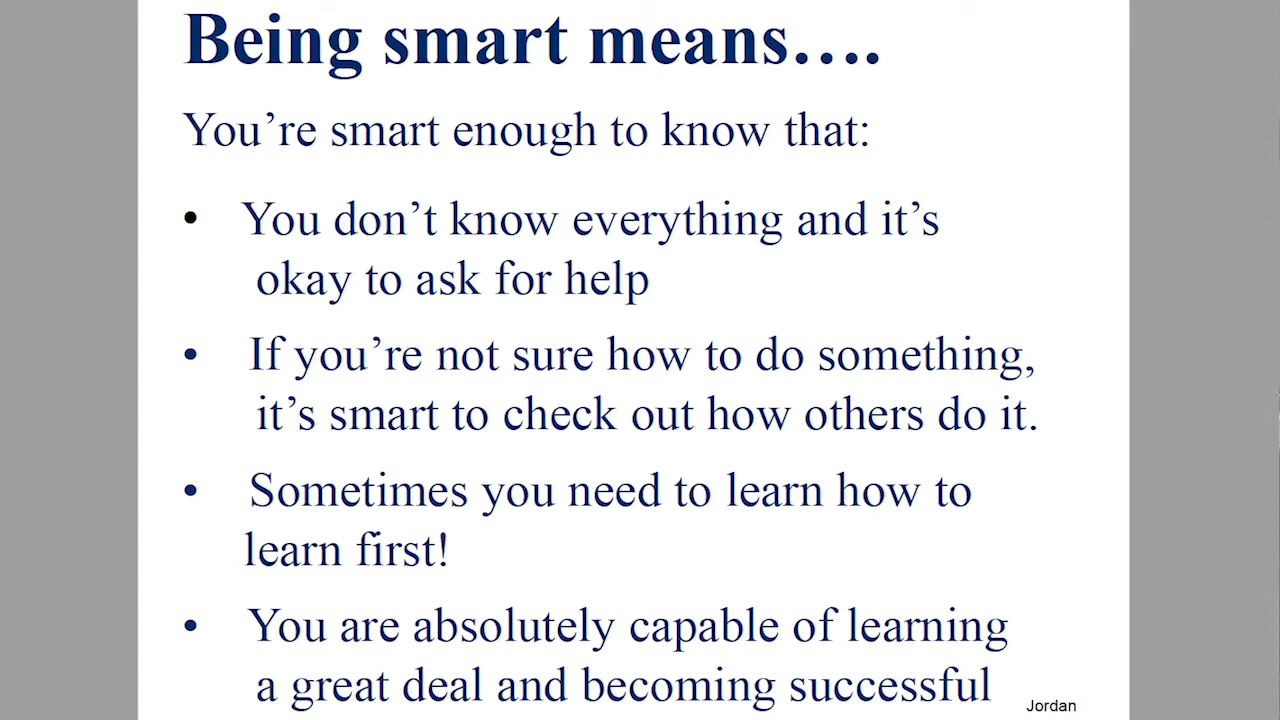 Being smart means….
You’re smart enough to know that:
• You don’t know everything and it’s
okay to ask for help
• If you’re not sure how to do something,
it’s smart to check out how others do it.
• Sometimes you need to learn how to
learn first!
• You are absolutely capable of learning
a great deal and becoming successful
Jordan